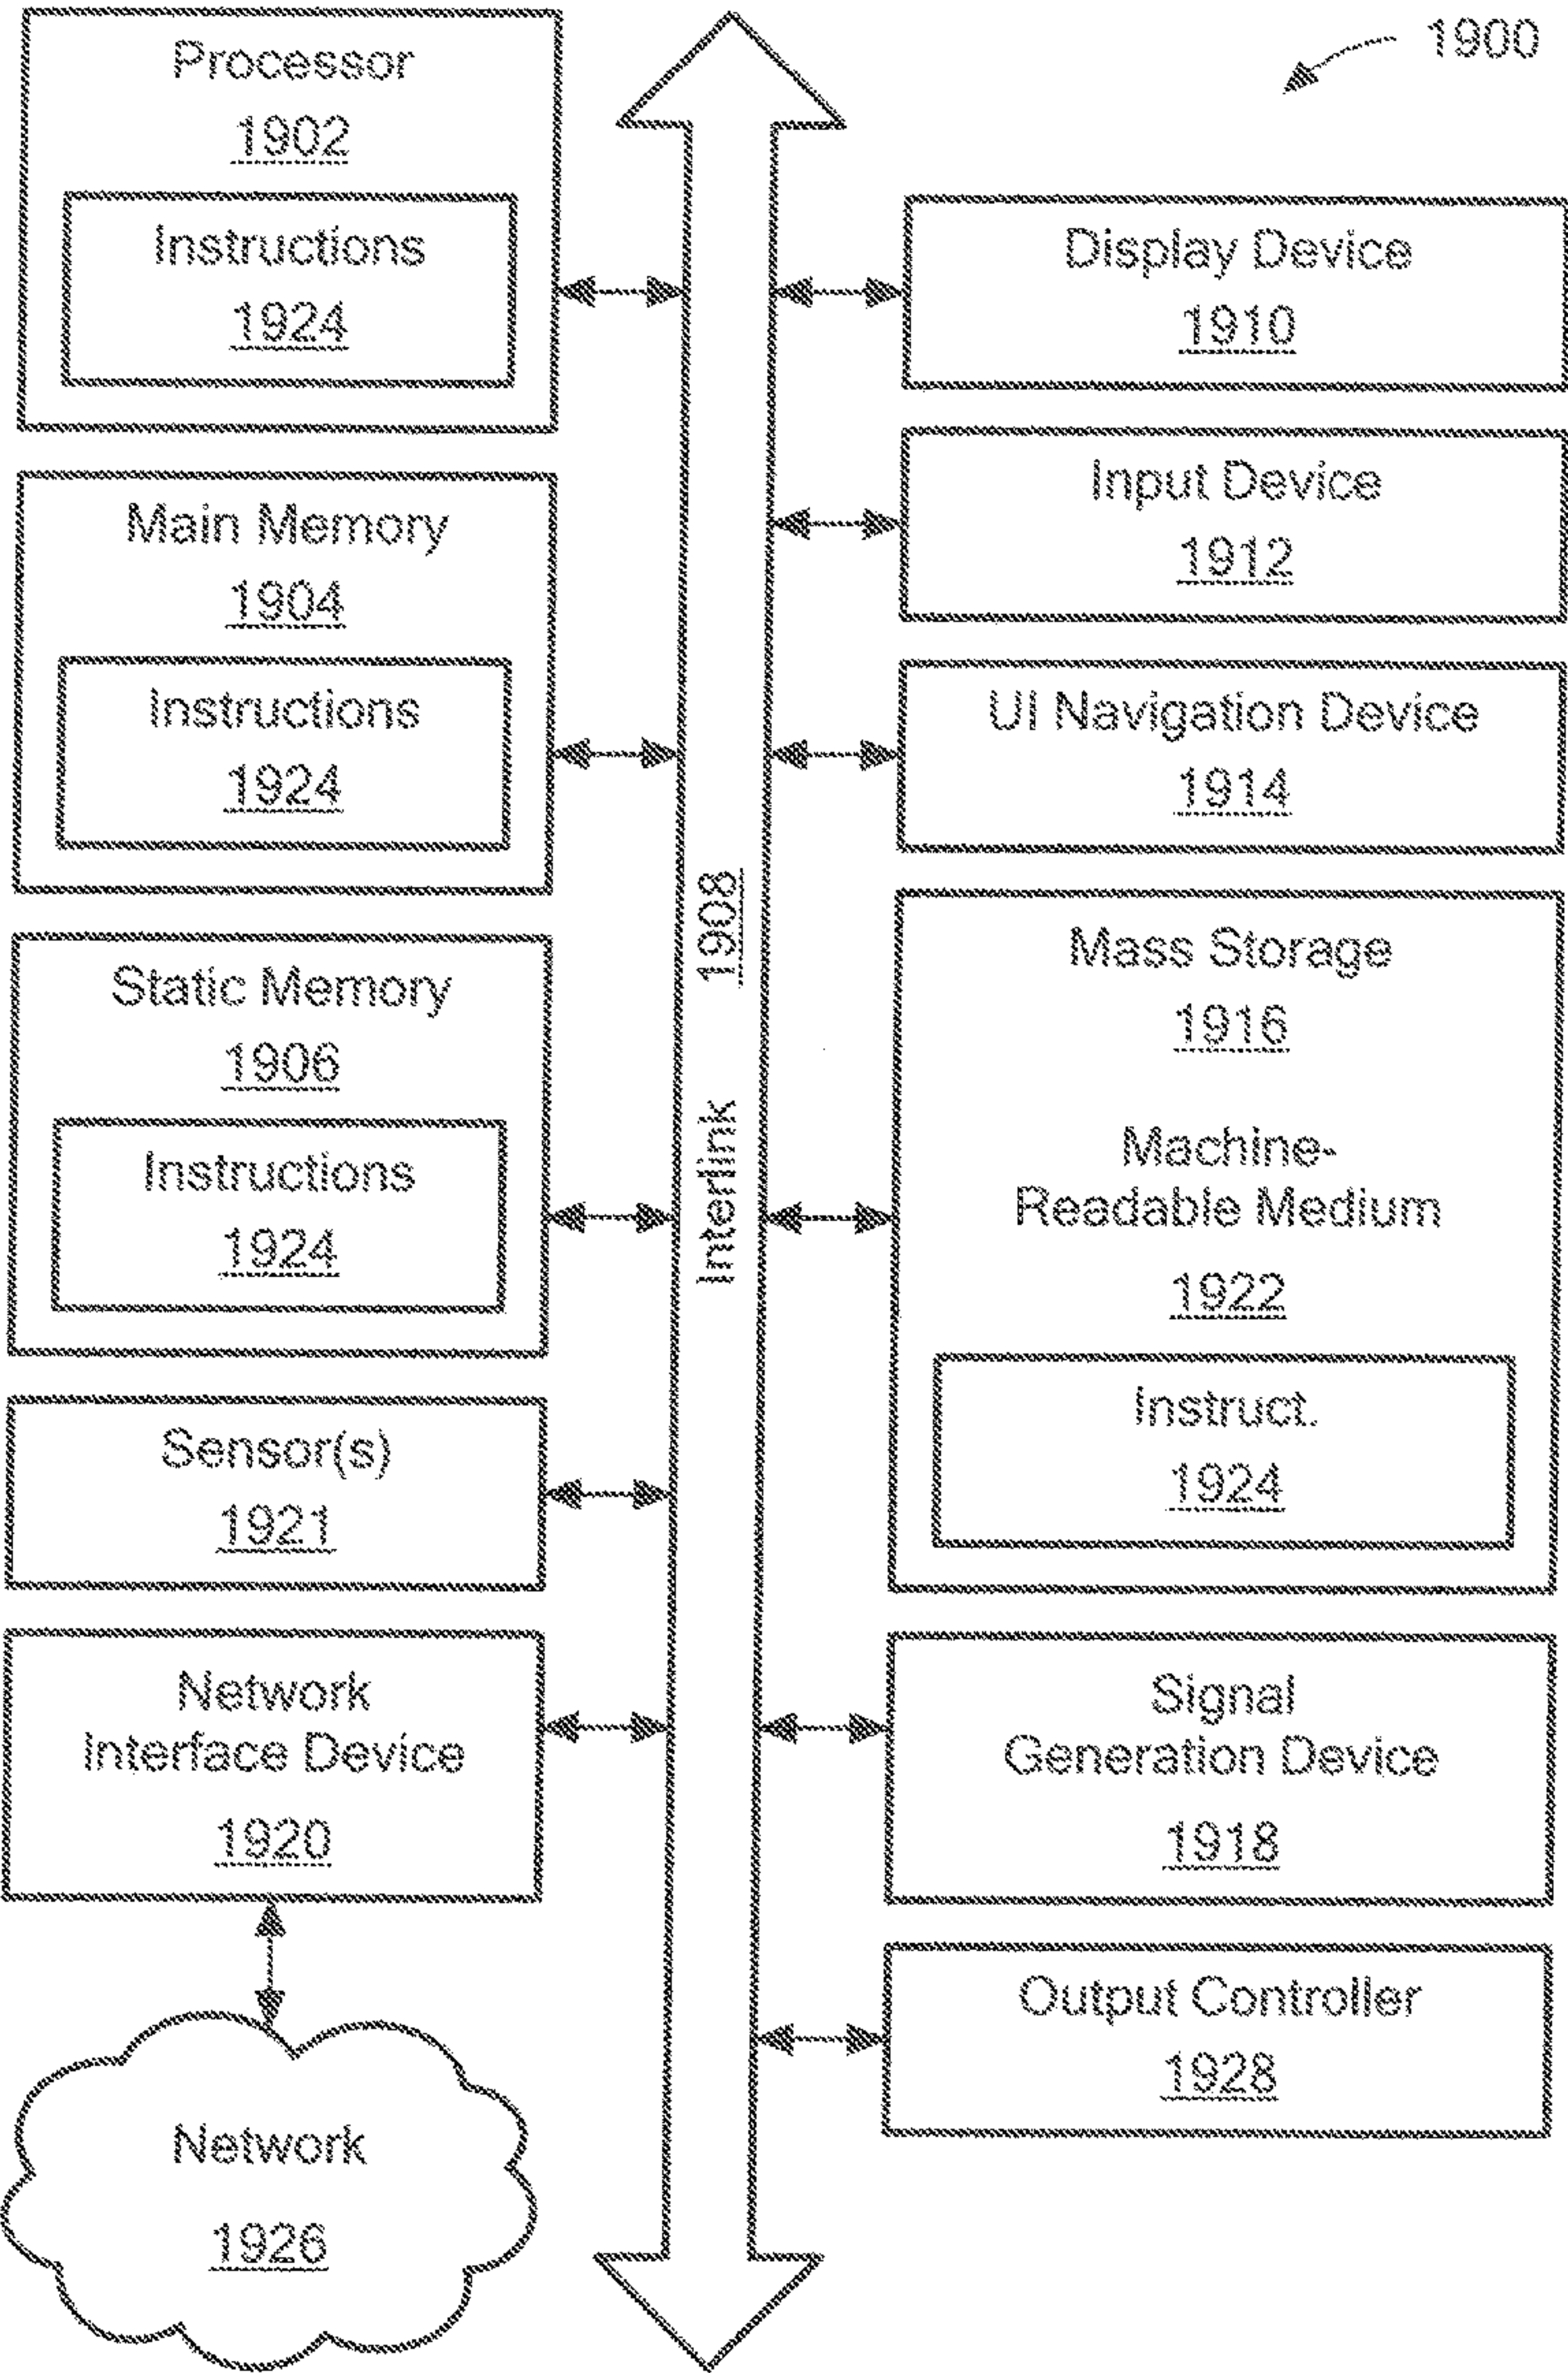 1900
Processor
1902
Instructions
1924
Main Memory
1904
Instructions
1924
Static Memory
1906
Instructions
1924
Sensor(s)
1921
Network
Interface Device
1920
Network
1926
Interlink 1908
Display Device
1910
Input Device
1912
UI Navigation Device
1914
Mass Storage
1916
Machine-
Readable Medium
1922
Instruct.
1924
Signal
Generation Device
1918
Output Controller
1928